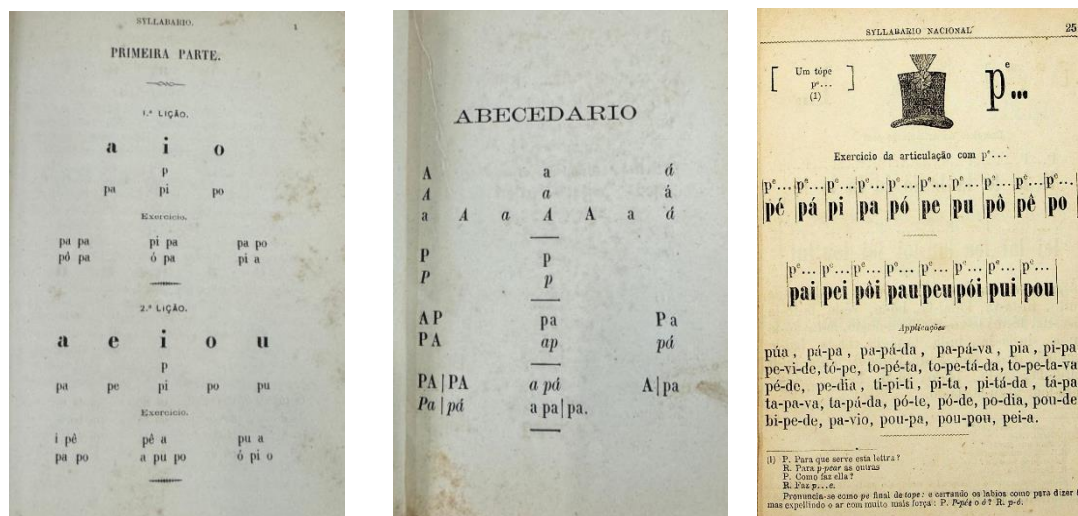 SYLLABARIO.
1
PRIMEIRA PARTE.
1.ª LIÇÃO.
a i o
p
pa pi po
Exercicio.
pa pa pi pa pa po
pó pa ó pa pi a
2.ª LIÇÃO.
a e i o u
p
pa pe pi po pu
Exercicio.
i pê pê a pu a
pa po a pu po ó pi o
ABECEDARIO
A a á
A a à
a A a A A a á
P p
P p
AP pa Pa
PA ap pá
PA|PA a pá A|pa
Pa|pá a pa|pa.
SYLLABARIO NACIONAL 25
[ Um tópe ]
pᵉ...
(1)
pᵉ...
Exercicio da articulação com pᵉ...
|pᵉ...|pᵉ...|pᵉ...|pᵉ...|pᵉ...|pᵉ...|pᵉ...|pᵉ...|pᵉ...|pᵉ...
|pé |pá |pi |pa |pó |pe |pu |pô |pê |po
|pᵉ...|pᵉ...|pᵉ...|pᵉ...|pᵉ...|pᵉ...|pᵉ...|pᵉ...|
|pai|pei|pôi|pau|peu|pói|pui|pou|
Applicações
púa, pá-pa, pa-pá-da, pa-pá-va, pia, pi-pa
pe-vi-de, tó-pe, to-pé-ta, to-pe-tá-da, to-pe-ta-va
pé-de, pe-dia, ti-pi-ti, pi-ta, pi-tá-da, tá-pa
ta-pa-va, ta-pá-da, pó-te, pó-de, po-dia, pou-de
bi-pe-de, pa-vio, pou-pa, pou-pou, pei-a.
(1) P. Para que serve esta lettra?
R. Para p-pear as outras
P. Como faz ella?
R. Faz p...e.
Pronuncia-se como pe final de tope: e cerrando os labios como para dizer
mas expellindo o ar com muito mais força: P. P-pée o ó? R. p-ó.